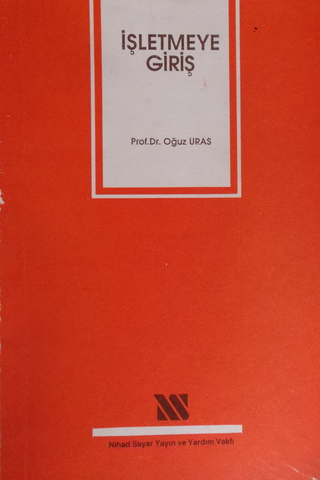 İŞLETMEYE
GİRİŞ
Prof.Dr. Oğuz URAS
Nihad Sayar Yayın ve Yardım Vakfı